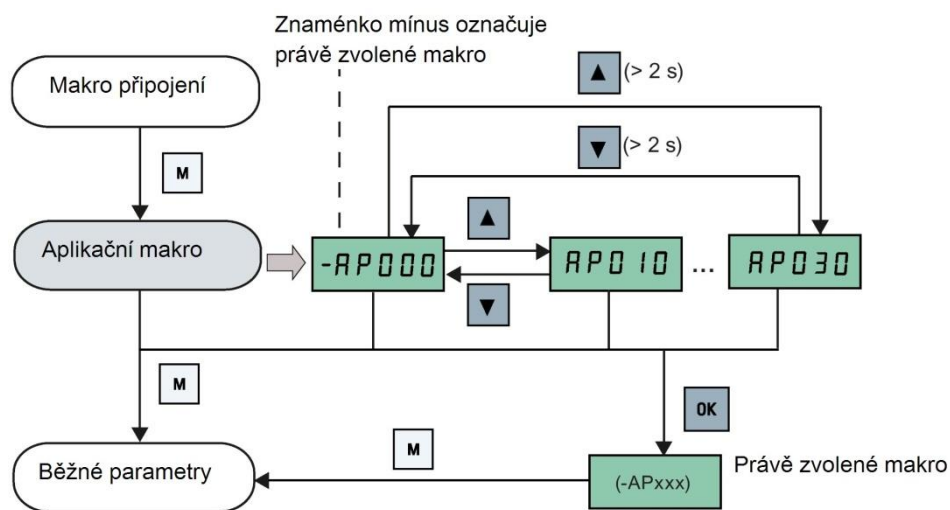 Znaménko mínus označuje
právě zvolené makro
Makro připojení
▲ (> 2 s)
▼ (> 2 s)
M
Aplikační makro
▲
-AP000
AP010
...
AP030
▼
M
OK
M
Běžné parametry
(-APxxx)
Právě zvolené makro